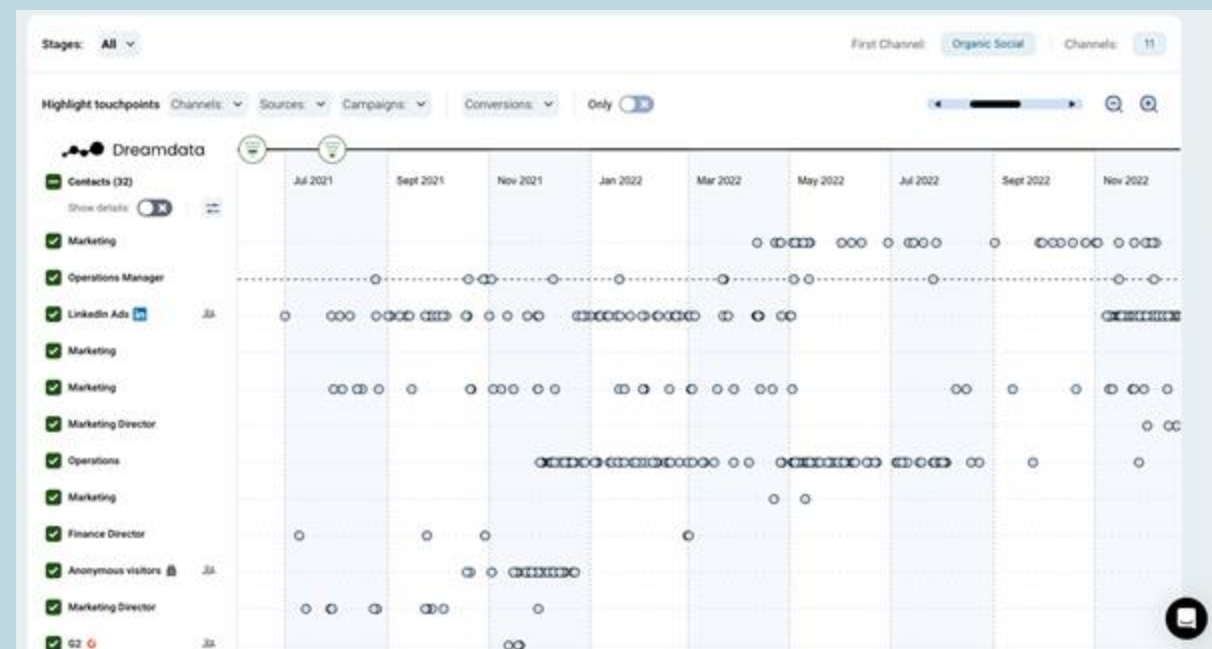 Stages: All First Channel: Organic Social Channels: 11
Highlight touchpoints Channels: Sources: Campaigns: Conversions: Only
Dreamdata
Jul 2021 Sept 2021 Nov 2021 Jan 2022 Mar 2022 May 2022 Jul 2022 Sept 2022 Nov 2022
Contacts (32)
Show details:
Marketing
Operations Manager
LinkedIn Ads in
Marketing
Marketing
Marketing Director
Operations
Marketing
Finance Director
Anonymous visitors
Marketing Director
G2